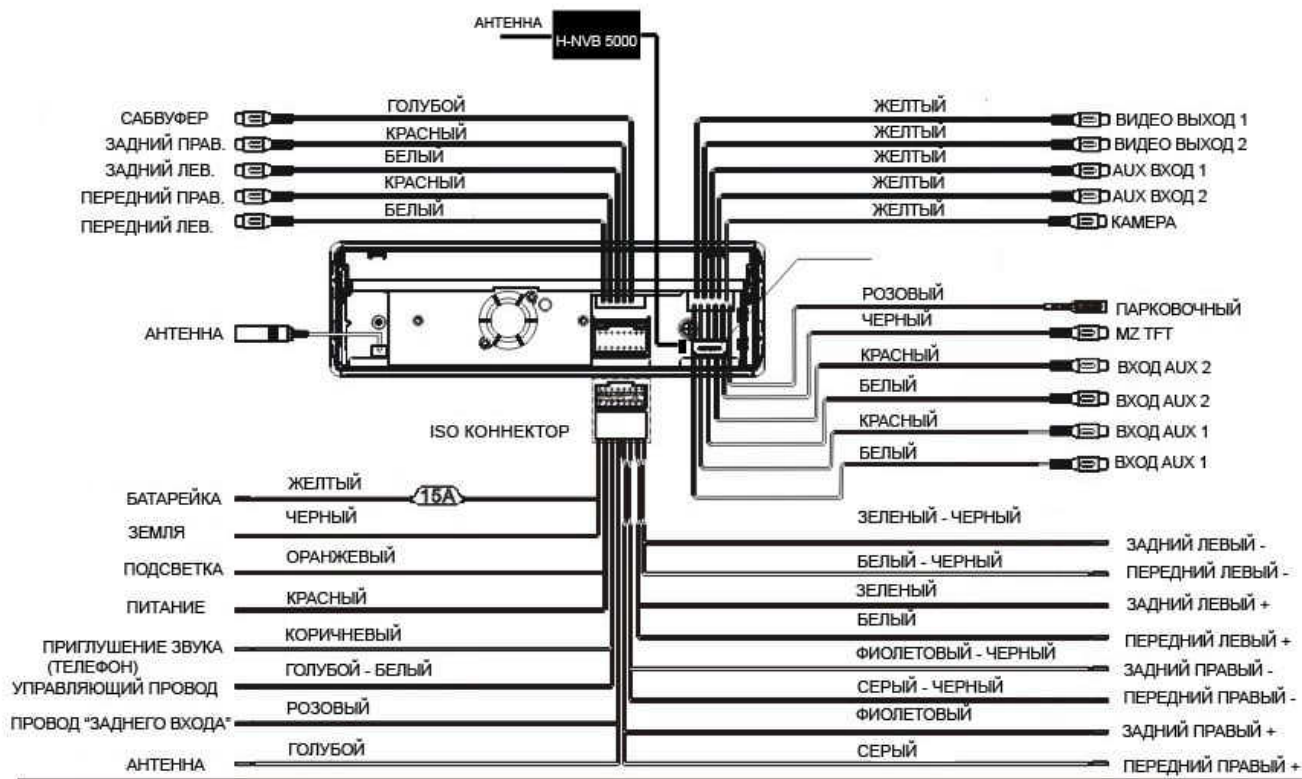 АНТЕННА
H-NVB 5000
САБВУФЕР
ГОЛУБОЙ
ЗАДНИЙ ПРАВ.
КРАСНЫЙ
ЗАДНИЙ ЛЕВ.
БЕЛЫЙ
ПЕРЕДНИЙ ПРАВ.
КРАСНЫЙ
ПЕРЕДНИЙ ЛЕВ.
БЕЛЫЙ
ЖЕЛТЫЙ
ВИДЕО ВЫХОД 1
ЖЕЛТЫЙ
ВИДЕО ВЫХОД 2
ЖЕЛТЫЙ
AUX ВХОД 1
ЖЕЛТЫЙ
AUX ВХОД 2
ЖЕЛТЫЙ
КАМЕРА
АНТЕННА
РОЗОВЫЙ
ПАРКОВОЧНЫЙ
ЧЕРНЫЙ
MZ TFT
КРАСНЫЙ
ВХОД AUX 2
БЕЛЫЙ
ВХОД AUX 2
КРАСНЫЙ
ВХОД AUX 1
БЕЛЫЙ
ВХОД AUX 1
ISO КОННЕКТОР
БАТАРЕЙКА
ЖЕЛТЫЙ
15A
ЗЕМЛЯ
ЧЕРНЫЙ
ПОДСВЕТКА
ОРАНЖЕВЫЙ
ПИТАНИЕ
КРАСНЫЙ
ПРИГЛУШЕНИЕ ЗВУКА
(ТЕЛЕФОН)
КОРИЧНЕВЫЙ
УПРАВЛЯЮЩИЙ ПРОВОД
ГОЛУБОЙ - БЕЛЫЙ
ПРОВОД "ЗАДНЕГО ВХОДА"
РОЗОВЫЙ
АНТЕННА
ГОЛУБОЙ
ЗЕЛЕНЫЙ - ЧЕРНЫЙ
ЗАДНИЙ ЛЕВЫЙ -
БЕЛЫЙ - ЧЕРНЫЙ
ПЕРЕДНИЙ ЛЕВЫЙ -
ЗЕЛЕНЫЙ
ЗАДНИЙ ЛЕВЫЙ +
БЕЛЫЙ
ПЕРЕДНИЙ ЛЕВЫЙ +
ФИОЛЕТОВЫЙ - ЧЕРНЫЙ
ЗАДНИЙ ПРАВЫЙ -
СЕРЫЙ - ЧЕРНЫЙ
ПЕРЕДНИЙ ПРАВЫЙ -
ФИОЛЕТОВЫЙ
ЗАДНИЙ ПРАВЫЙ +
СЕРЫЙ
ПЕРЕДНИЙ ПРАВЫЙ +